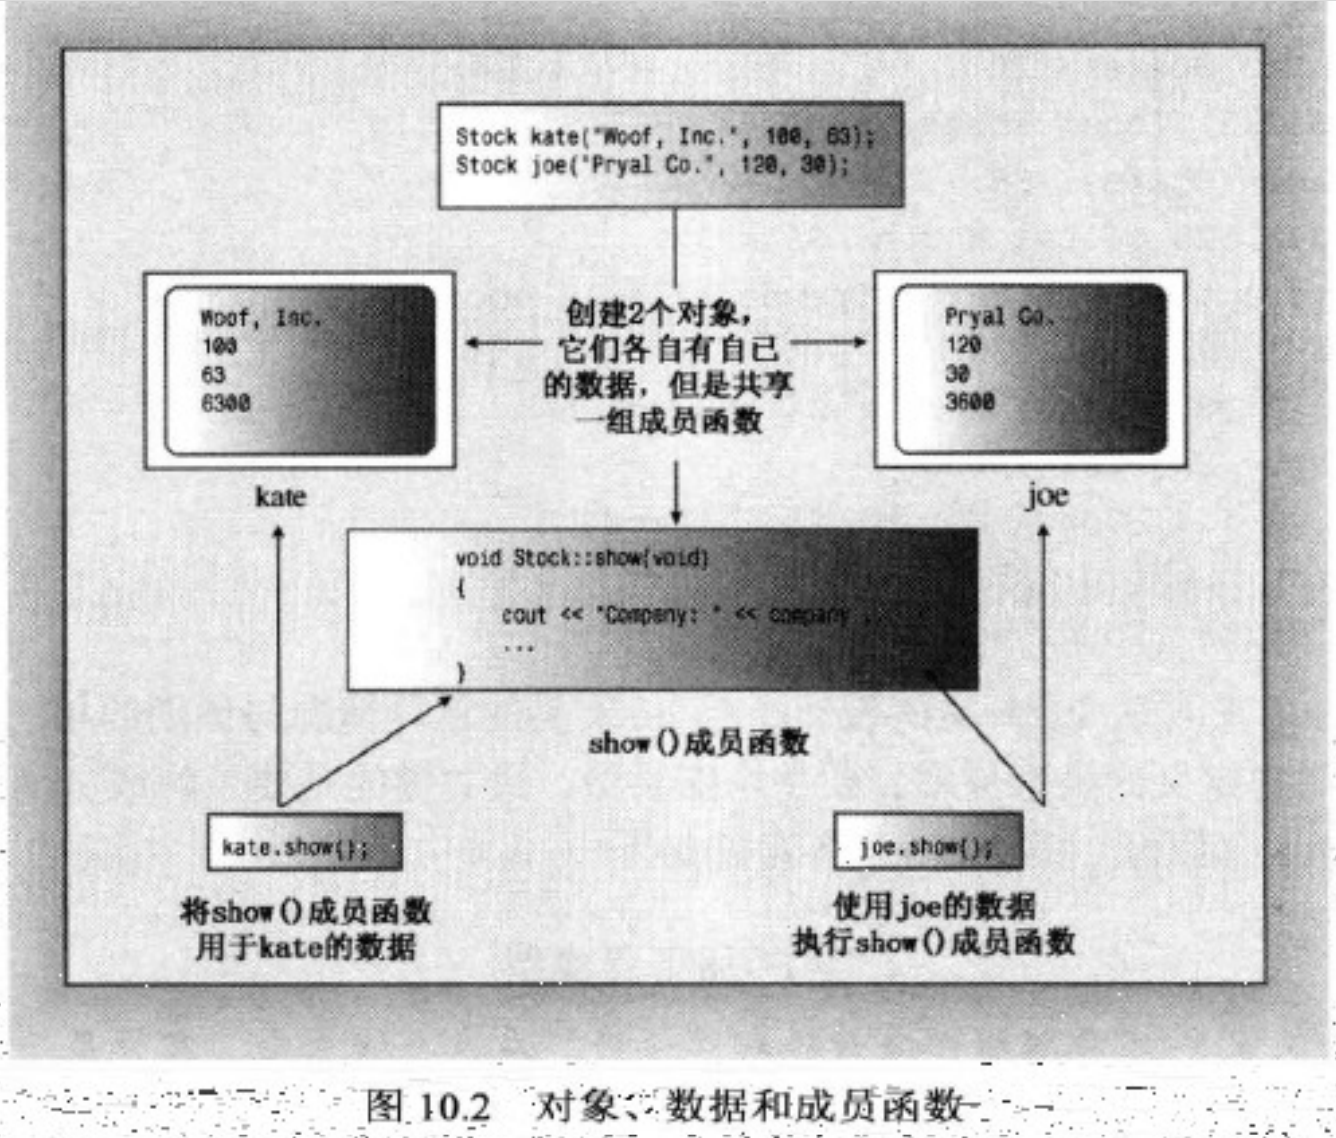 Stock kate("Woof, Inc.", 100, 63);
Stock joe("Pryal Co.", 120, 30);
Woof, Inc.
100
63
6300
kate
创建2个对象,
它们各自有自已
的数据，但是共享
一组成员函数
Pryal Co.
120
30
3600
joe
void Stock::show(void)
{
cout << "Company: " << company ..
...
}
show()成员函数
kate.show();
将show()成员函数
用于kate的数据
joe.show();
使用joe的数据
执行show()成员函数
图 10.2 对象、数据和成员函数